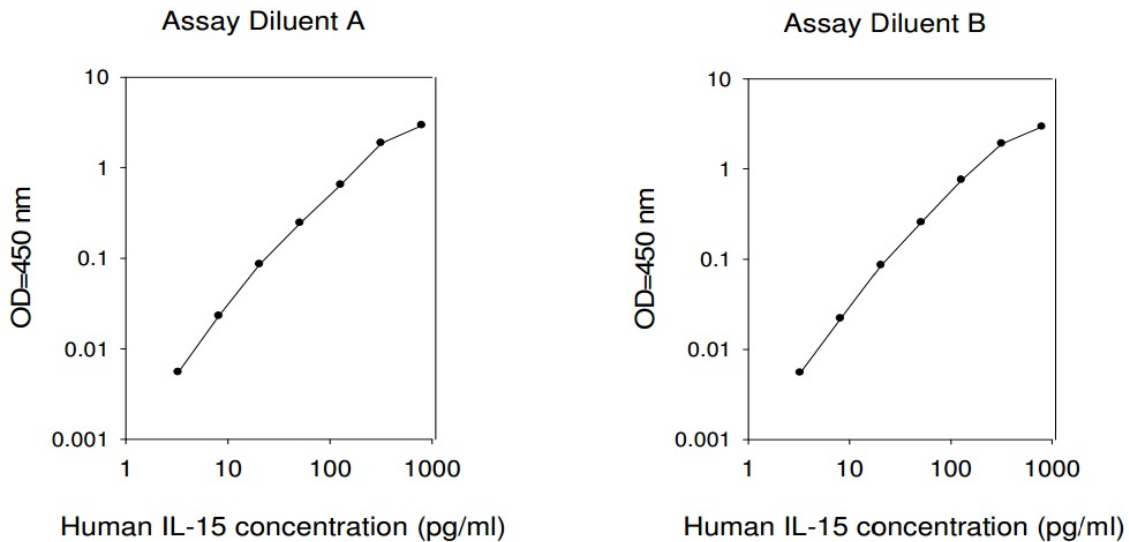 Assay Diluent A
10
1
0.1
0.01
0.001
1 10 100 1000
OD=450 nm
Human IL-15 concentration (pg/ml)
Assay Diluent B
10
1
0.1
0.01
0.001
1 10 100 1000
OD=450 nm
Human IL-15 concentration (pg/ml)